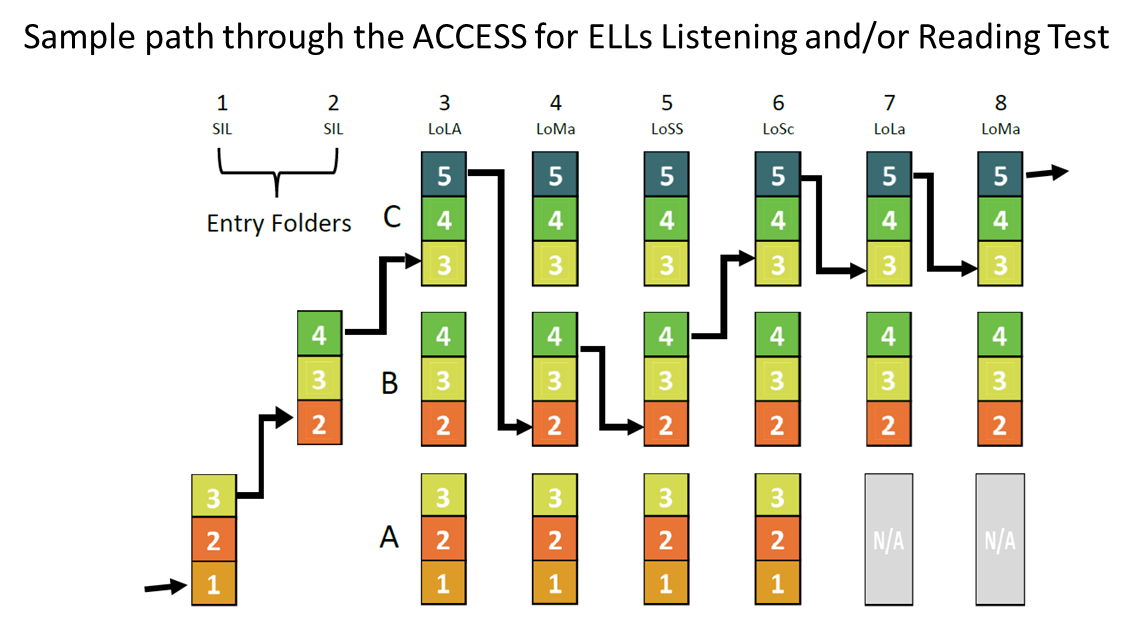 Sample path through the ACCESS for ELLs Listening and/or Reading Test
1 2 3 4 5 6 7 8
SIL SIL LoLA LoMa LoSS LoSc LoLa LoMa
Entry Folders
C
5 5 5 5 5 5
4 4 4 4 4 4
3 3 3 3 3 3
B
4 4 4 4 4 4 4
3 3 3 3 3 3 3
2 2 2 2 2 2 2
A
3 3 3 3 3
2 2 2 2 2 N/A N/A
1 1 1 1 1